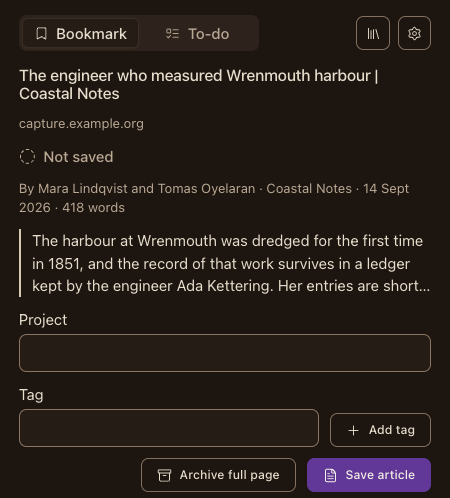 Bookmark
To-do
The engineer who measured Wrenmouth harbour |
Coastal Notes
capture.example.org
Not saved
By Mara Lindqvist and Tomas Oyelaran · Coastal Notes · 14 Sept
2026 · 418 words
The harbour at Wrenmouth was dredged for the first time
in 1851, and the record of that work survives in a ledger
kept by the engineer Ada Kettering. Her entries are short...
Project
Tag
Add tag
Archive full page
Save article